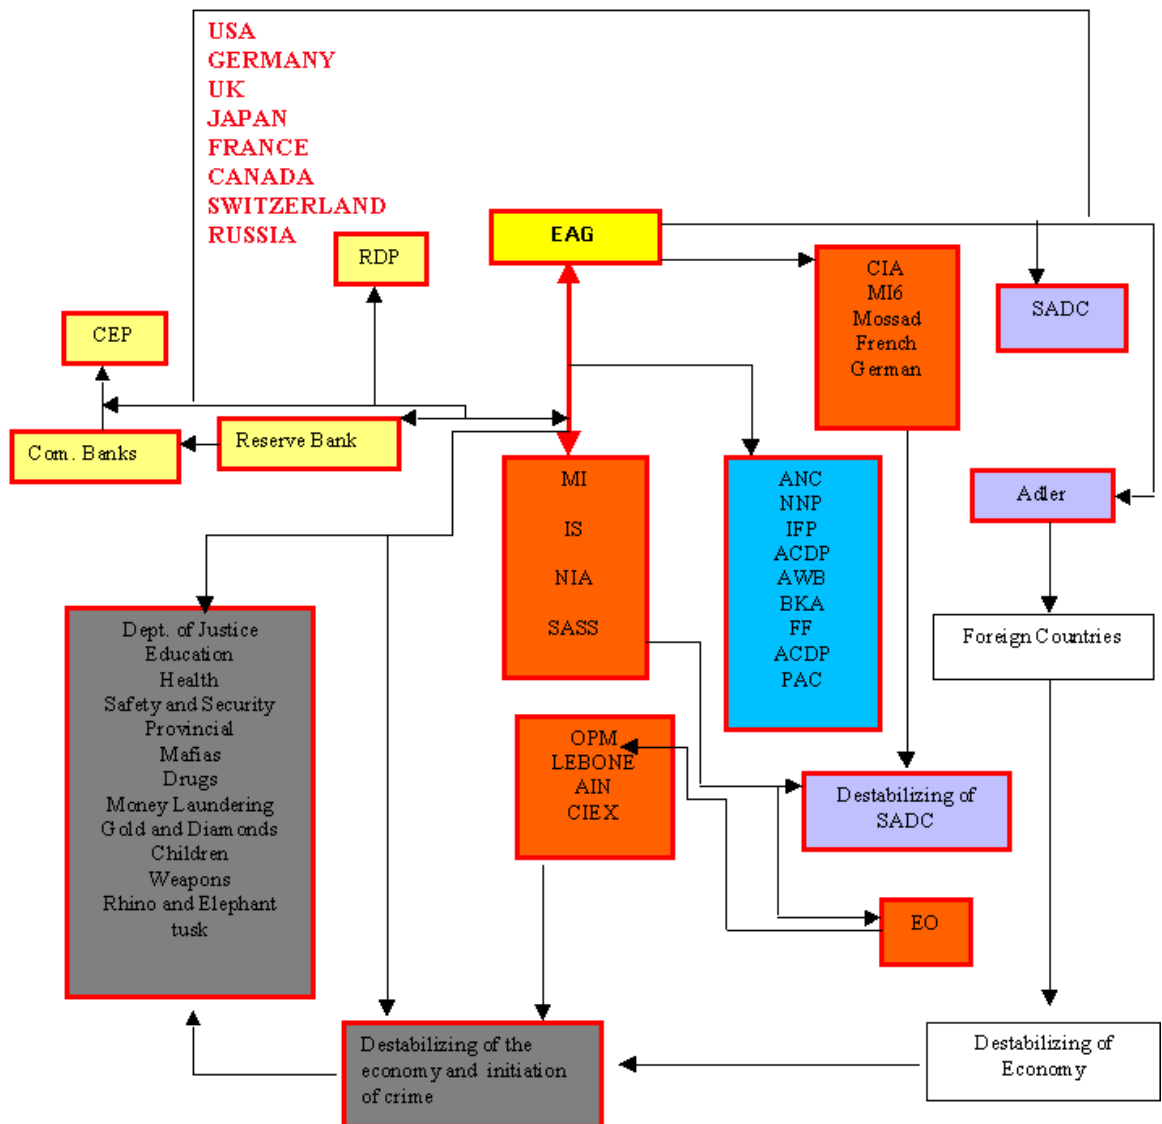 USA
GERMANY
UK
JAPAN
FRANCE
CANADA
SWITZERLAND
RUSSIA
EAG
RDP
CIA
MI6
Mossad
French
German
SADC
CEP
Com. Banks
Reserve Bank
MI
IS
NIA
SASS
ANC
NNP
IFP
ACDP
AWB
BKA
FF
ACDP
PAC
Adler
Foreign Countries
Dept. of Justice
Education
Health
Safety and Security
Provincial
Mafias
Drugs
Money Laundering
Gold and Diamonds
Children
Weapons
Rhino and Elephant
tusk
OPM
LEBONE
AIN
CIEX
Destabilizing of
SADC
EO
Destabilizing of the
economy and initiation
of crime
Destabilizing of
Economy